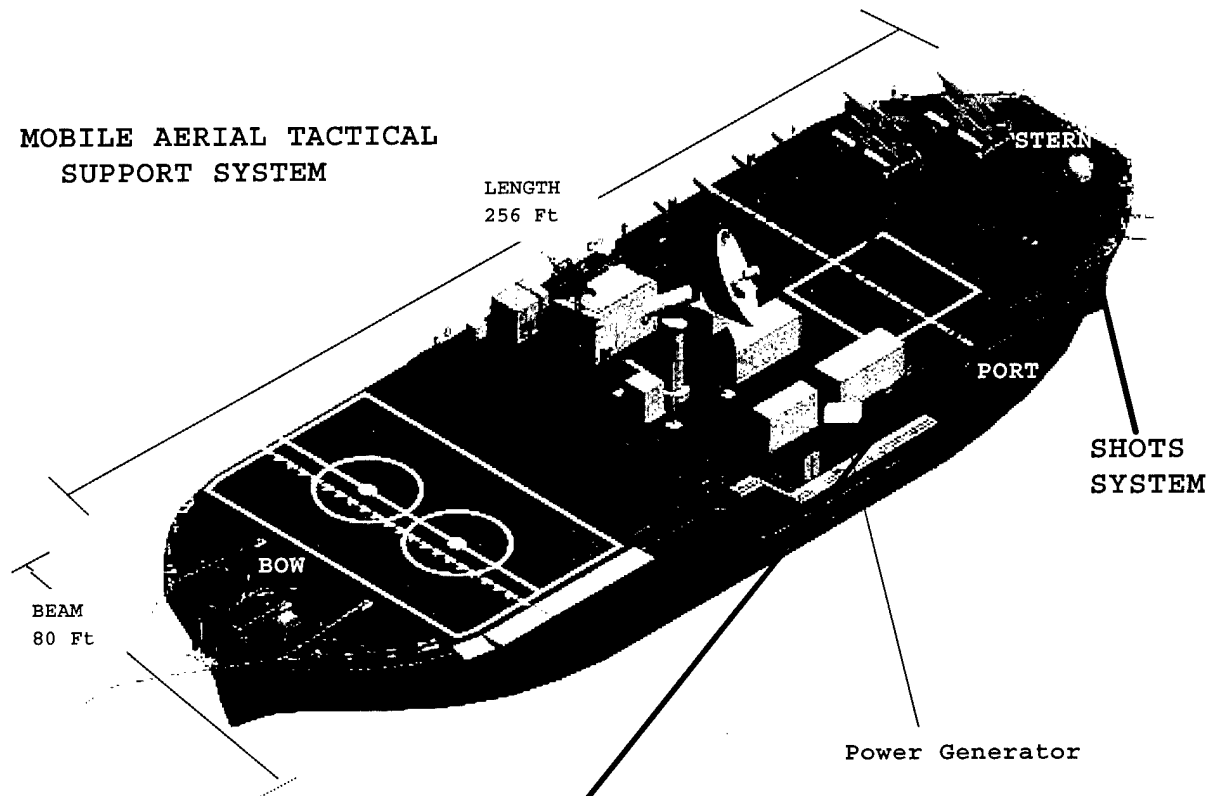 MOBILE AERIAL TACTICAL
SUPPORT SYSTEM
LENGTH
256 Ft
STERN
PORT
SHOTS
SYSTEM
BOW
BEAM
80 Ft
Power Generator